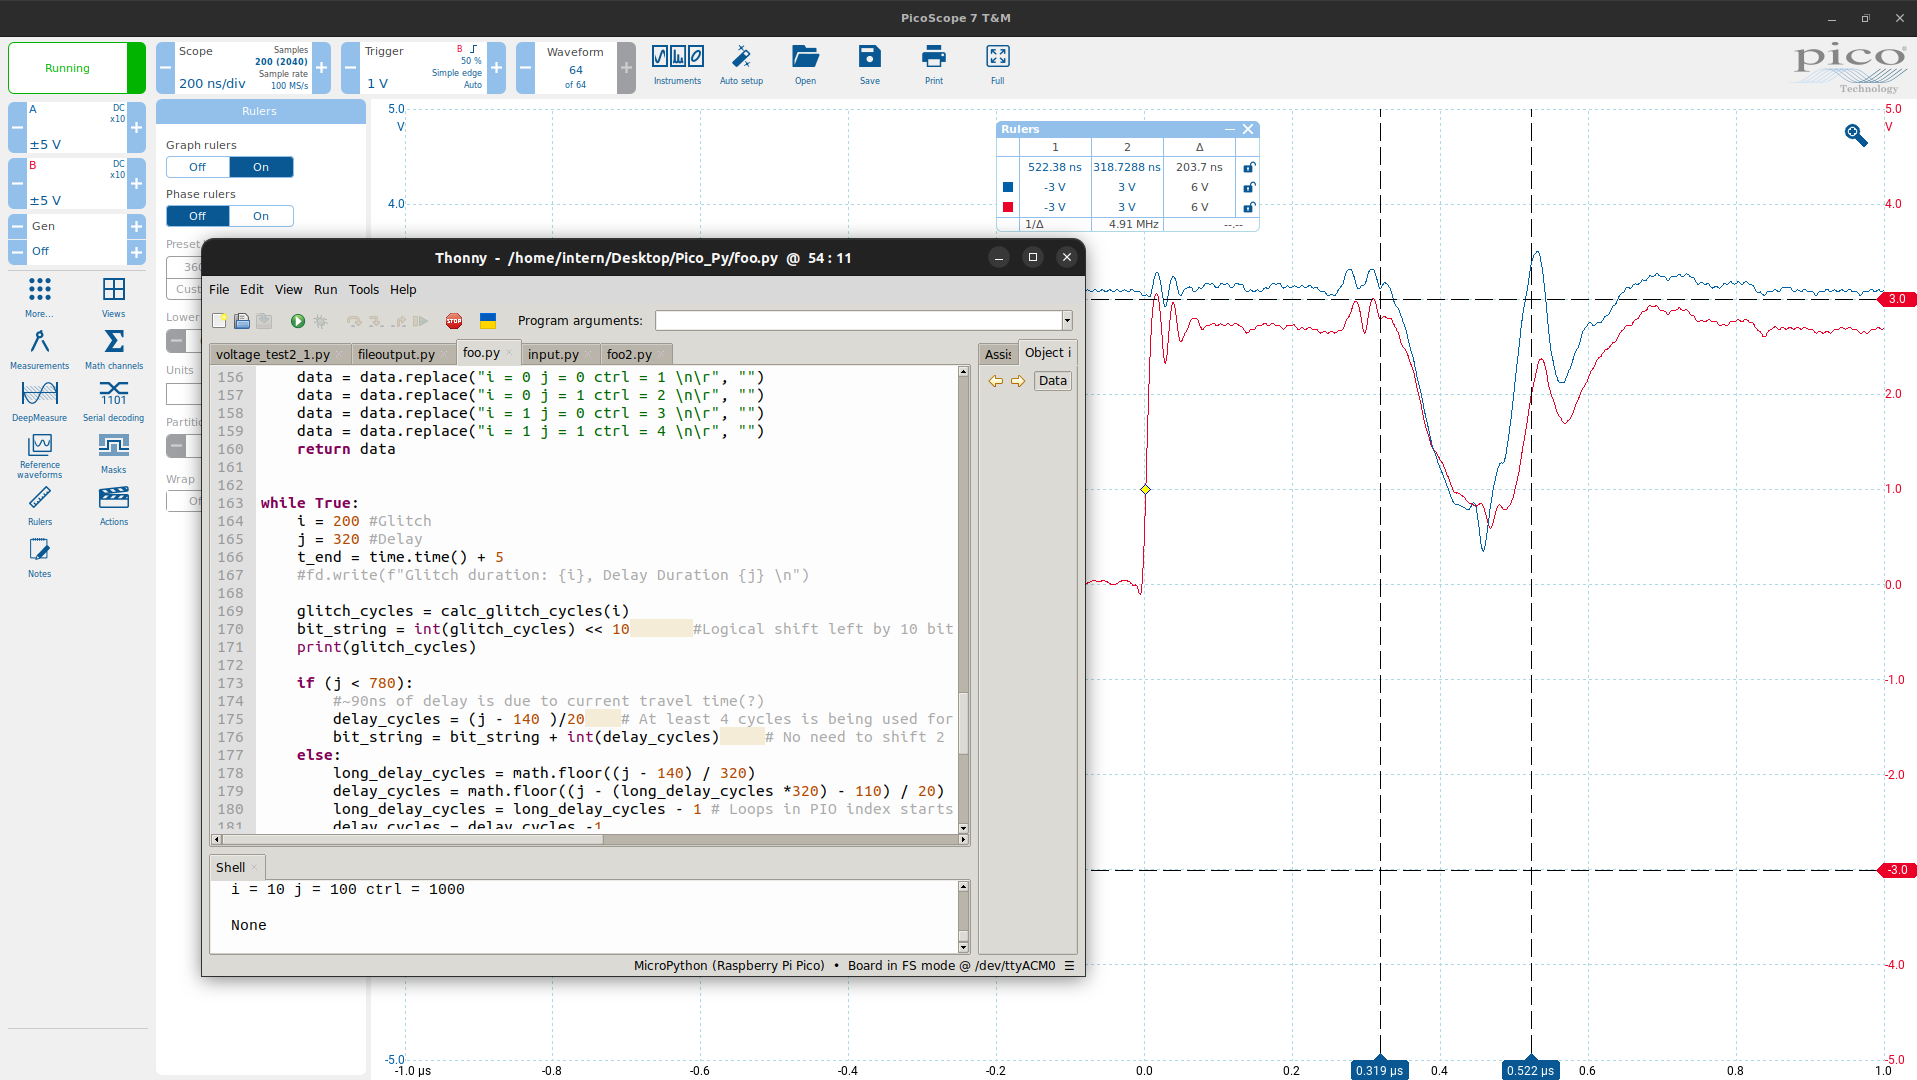 PicoScope 7 T&M
Running
Scope
200 ns/div
Samples
200 (2040)
Sample rate
100 MS/s
Trigger
1 V
B
50 %
Simple edge
Auto
Waveform
64
of 64
Instruments
Auto setup
Open
Save
Print
Full
pico
Technology
A
DC
x10
±5 V
B
DC
x10
±5 V
Gen
Off
More...
Views
Measurements
Math channels
DeepMeasure
1101
Serial decoding
Reference
waveforms
Masks
Rulers
Actions
Notes
Rulers
Graph rulers
Off
On
Phase rulers
Off
On
Preset
360
Cust
Lower
Units
Partitic
Wrap
Of
5.0
V
4.0
-5.0
-1.0 µs
-0.8
-0.6
-0.4
-0.2
0.0
0.2
0.319 µs
0.4
0.522 µs
0.6
0.8
1.0
5.0
V
4.0
3.0
2.0
1.0
0.0
-1.0
-2.0
-3.0
-4.0
-5.0
Rulers
1 2 Δ
522.38 ns 318.7288 ns 203.7 ns
-3 V 3 V 6 V
-3 V 3 V 6 V
1/Δ 4.91 MHz --.--
Thonny - /home/intern/Desktop/Pico_Py/foo.py @ 54 : 11
File Edit View Run Tools Help
STOP
Program arguments:
voltage_test2_1.py
fileoutput.py
foo.py
input.py
foo2.py
Assis
Object i
Data
156 data = data.replace("i = 0 j = 0 ctrl = 1 \n\r", "")
157 data = data.replace("i = 0 j = 1 ctrl = 2 \n\r", "")
158 data = data.replace("i = 1 j = 0 ctrl = 3 \n\r", "")
159 data = data.replace("i = 1 j = 1 ctrl = 4 \n\r", "")
160 return data
161
162
163 while True:
164 i = 200 #Glitch
165 j = 320 #Delay
166 t_end = time.time() + 5
167 #fd.write(f"Glitch duration: {i}, Delay Duration {j} \n")
168
169 glitch_cycles = calc_glitch_cycles(i)
170 bit_string = int(glitch_cycles) << 10 #Logical shift left by 10 bit
171 print(glitch_cycles)
172
173 if (j < 780):
174 #~90ns of delay is due to current travel time(?)
175 delay_cycles = (j - 140 )/20 # At least 4 cycles is being used for
176 bit_string = bit_string + int(delay_cycles) # No need to shift 2
177 else:
178 long_delay_cycles = math.floor((j - 140) / 320)
179 delay_cycles = math.floor((j - (long_delay_cycles *320) - 110) / 20)
180 long_delay_cycles = long_delay_cycles - 1 # Loops in PIO index starts
181 delay_cycles = delay_cycles -1
Shell
i = 10 j = 100 ctrl = 1000
None
MicroPython (Raspberry Pi Pico) • Board in FS mode @ /dev/ttyACM0 ☰